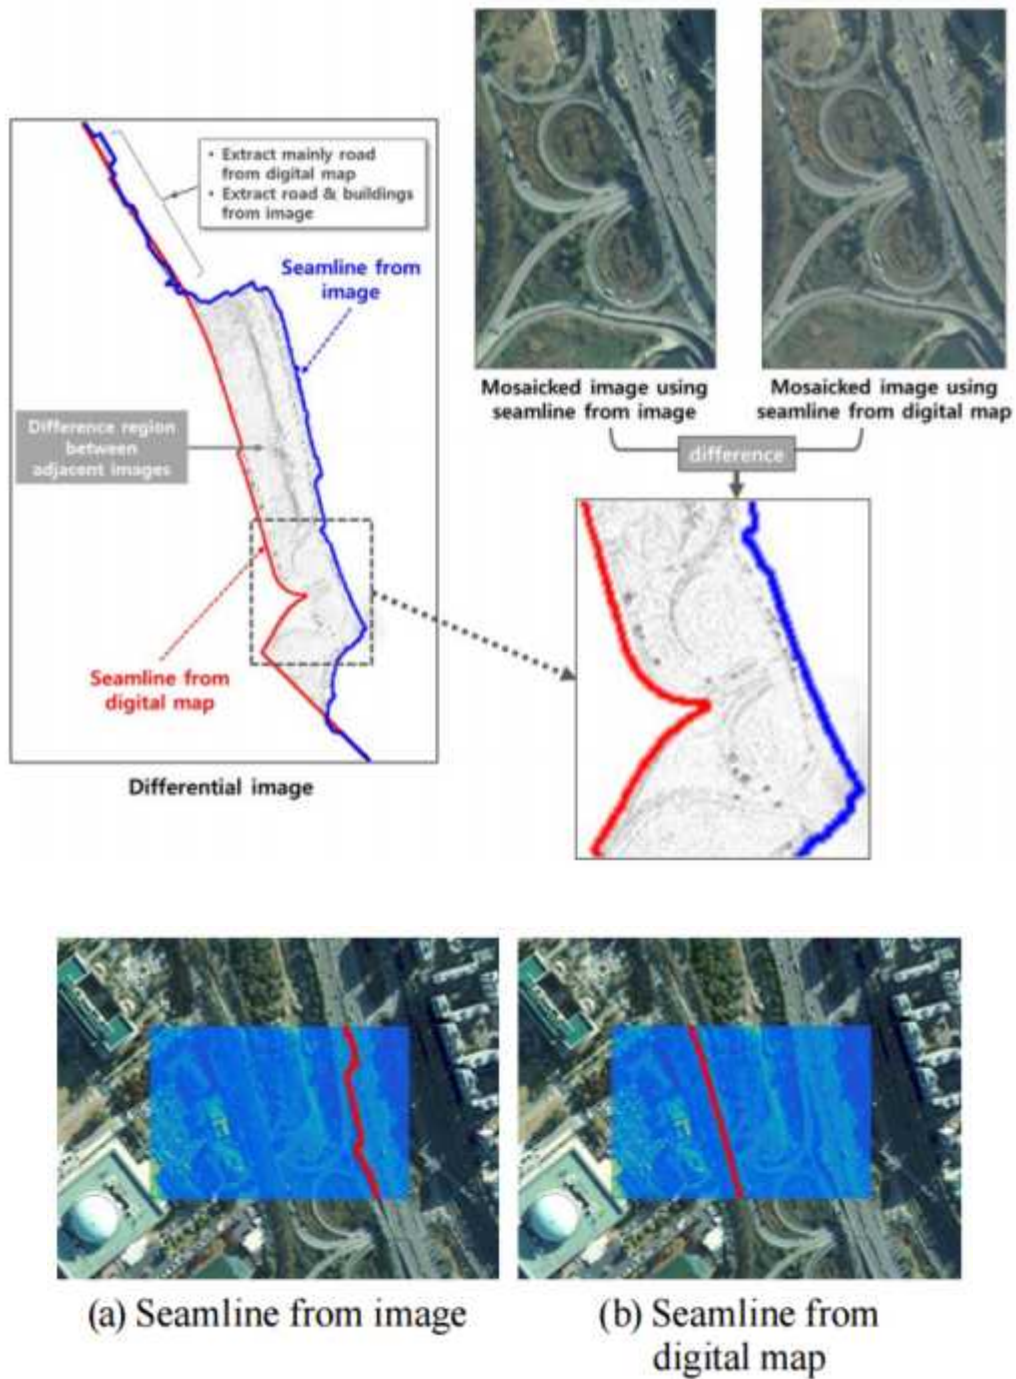 • Extract mainly road
from digital map
• Extract road & buildings
from image
Seamline from
image
Difference region
between
adjacent images
Seamline from
digital map
Differential image
Mosaicked image using
seamline from image
Mosaicked image using
seamline from digital map
difference
(a) Seamline from image
(b) Seamline from
digital map